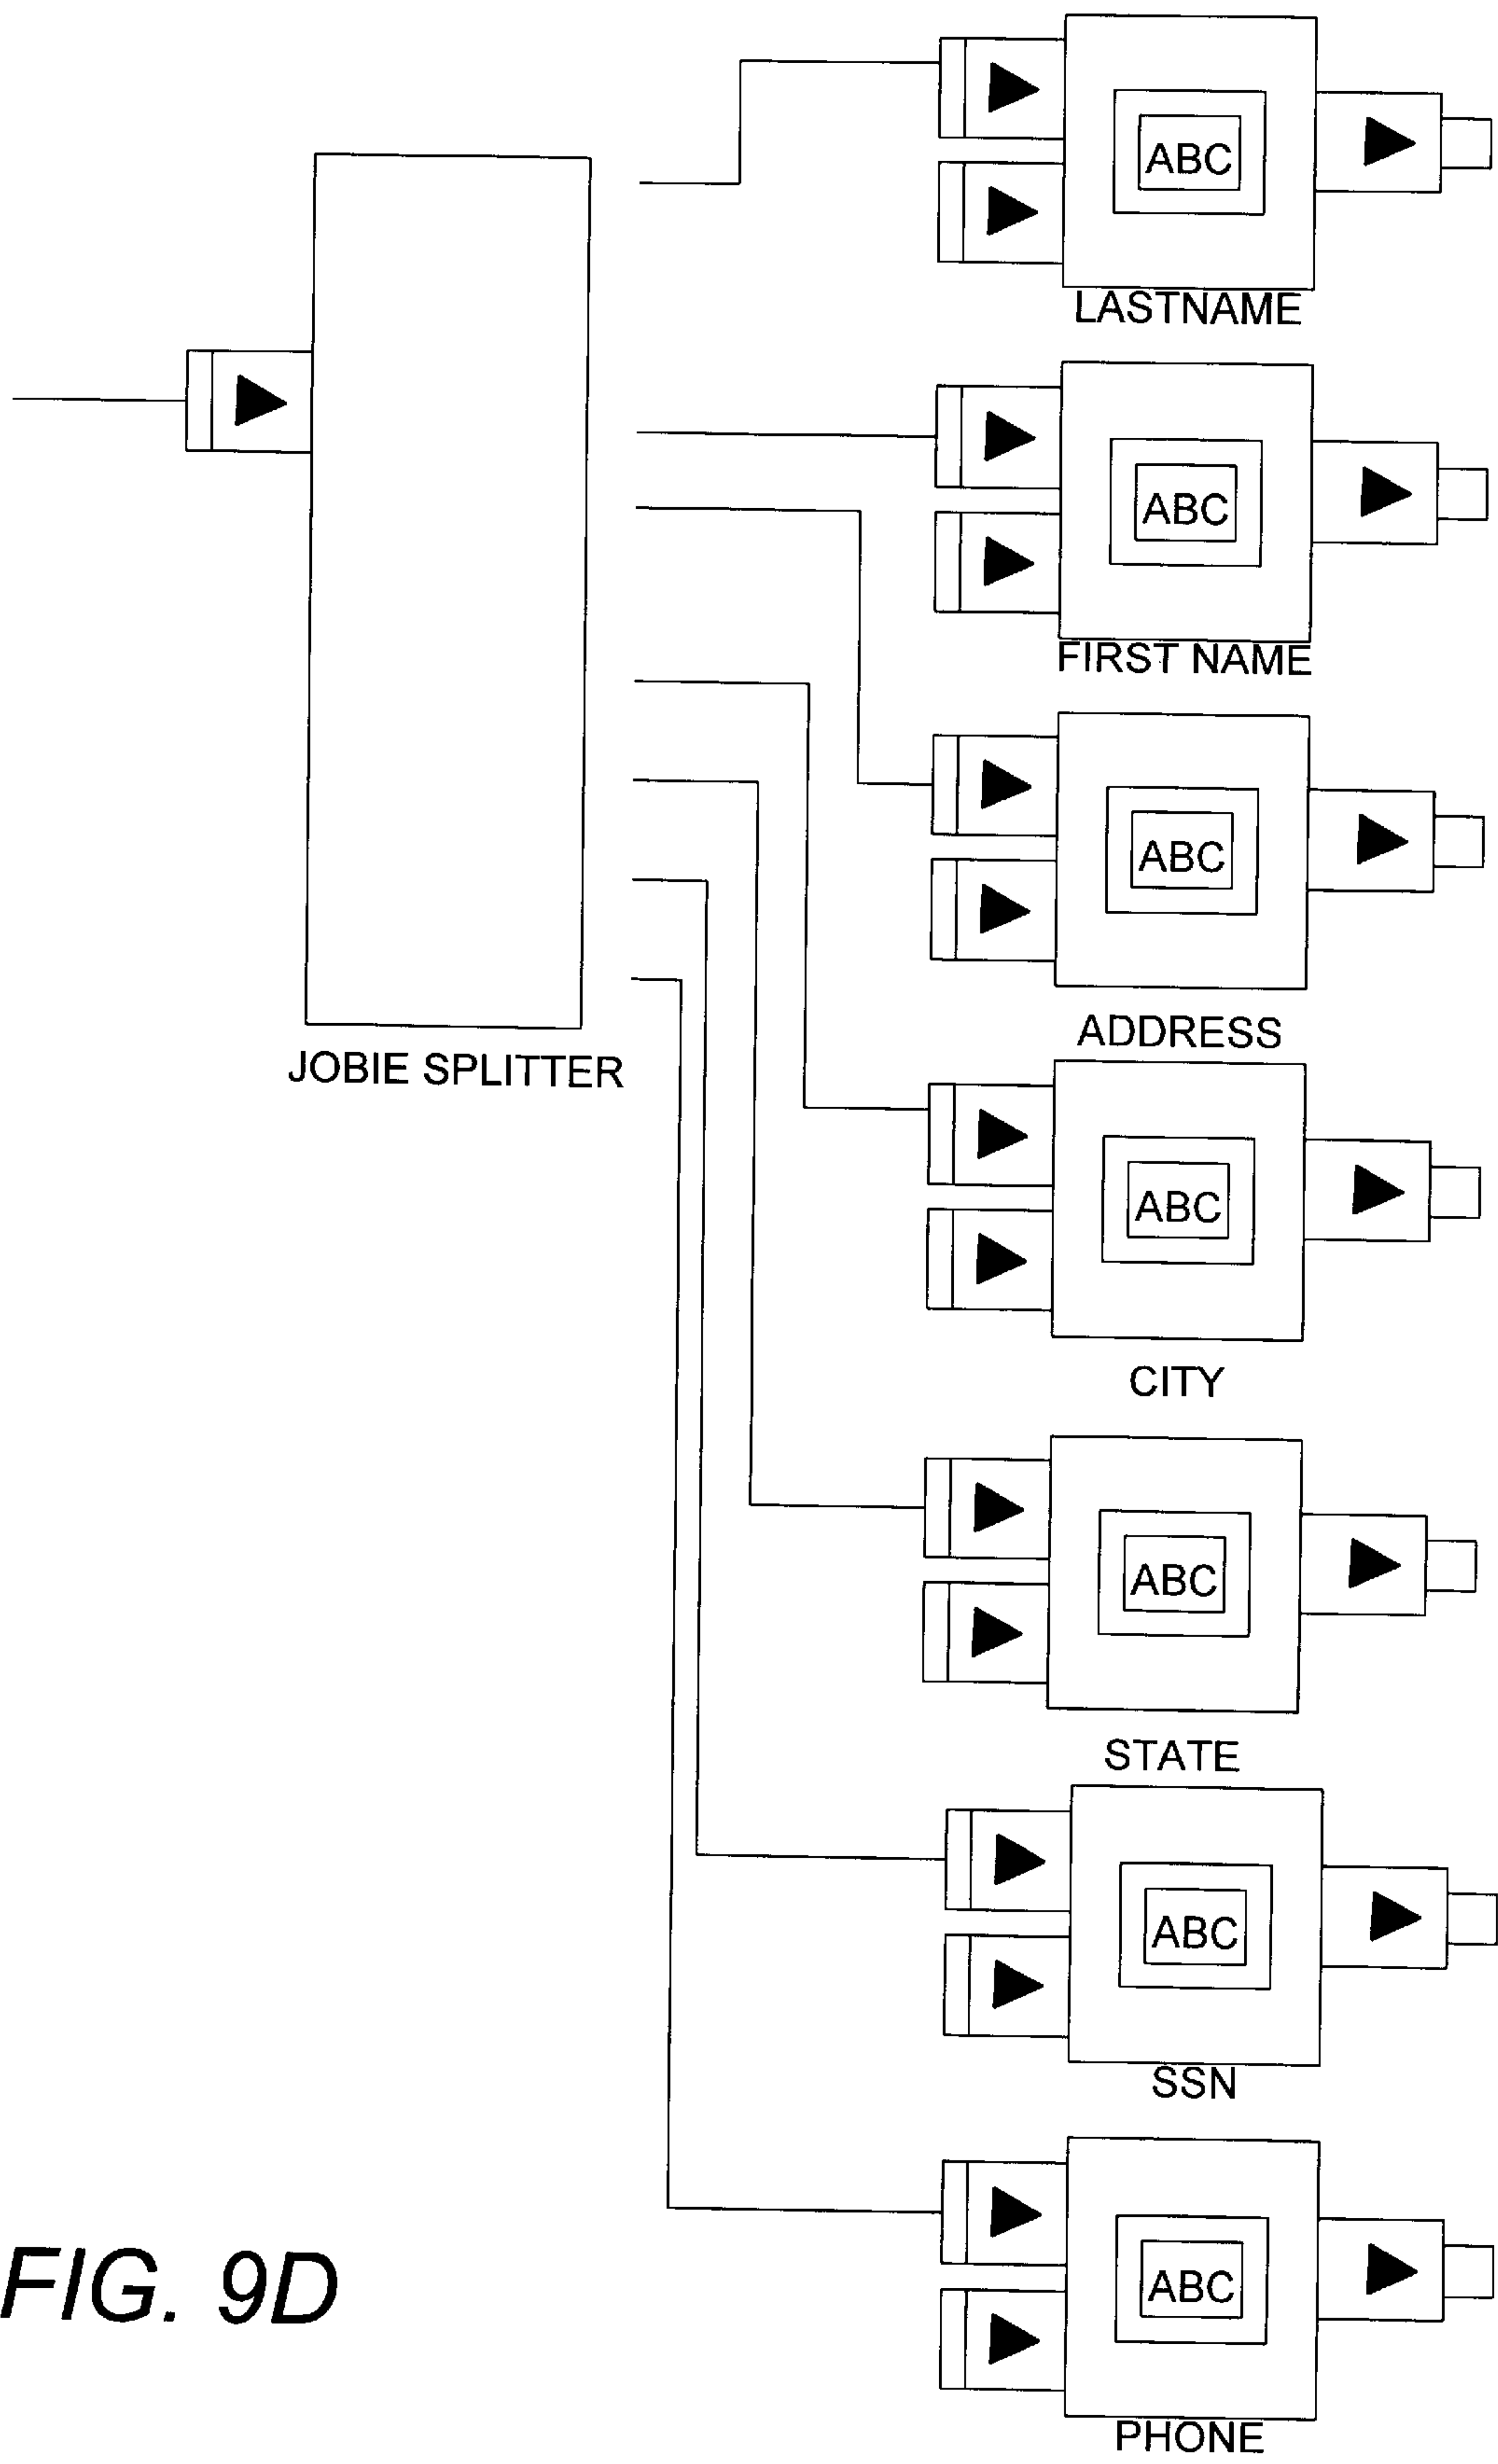 ABC
LASTNAME
ABC
FIRST NAME
ABC
ADDRESS
JOBIE SPLITTER
ABC
CITY
ABC
STATE
ABC
SSN
ABC
PHONE
FIG. 9D